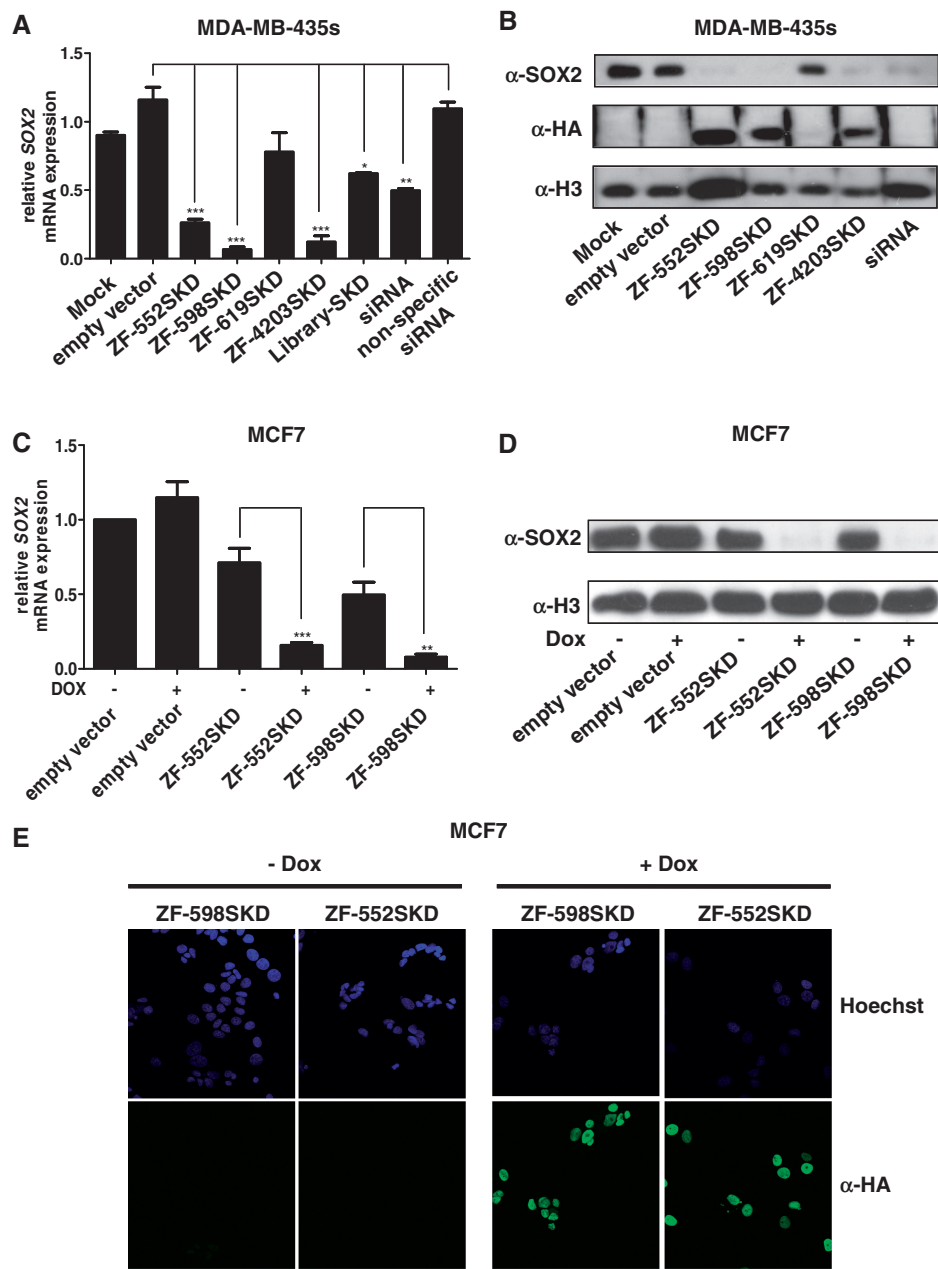 A
MDA-MB-435s
relative SOX2
mRNA expression
1.5
1.0
0.5
0.0
***
***
***
*
**
Mock
empty vector
ZF-552SKD
ZF-598SKD
ZF-619SKD
ZF-4203SKD
Library-SKD
siRNA
non-specific
siRNA
B
MDA-MB-435s
α-SOX2
α-HA
α-H3
Mock
empty vector
ZF-552SKD
ZF-598SKD
ZF-619SKD
ZF-4203SKD
siRNA
C
MCF7
relative SOX2
mRNA expression
1.5
1.0
0.5
0.0
***
**
DOX - + - + - +
empty vector
empty vector
ZF-552SKD
ZF-552SKD
ZF-598SKD
ZF-598SKD
D
MCF7
α-SOX2
α-H3
Dox - + - + - +
empty vector
empty vector
ZF-552SKD
ZF-552SKD
ZF-598SKD
ZF-598SKD
E
MCF7
- Dox
+ Dox
ZF-598SKD
ZF-552SKD
ZF-598SKD
ZF-552SKD
Hoechst
α-HA